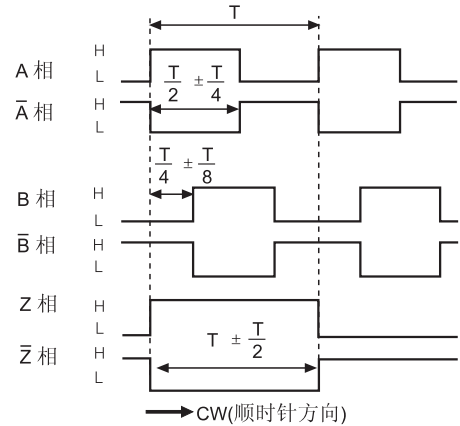 T
A 相 H
L
T/2 ± T/4
A̅ 相 H
L
T/4 ± T/8
B 相 H
L
B̅ 相 H
L
Z 相 H
L
Z̅ 相 H
L
T ± T/2
CW(顺时针方向)